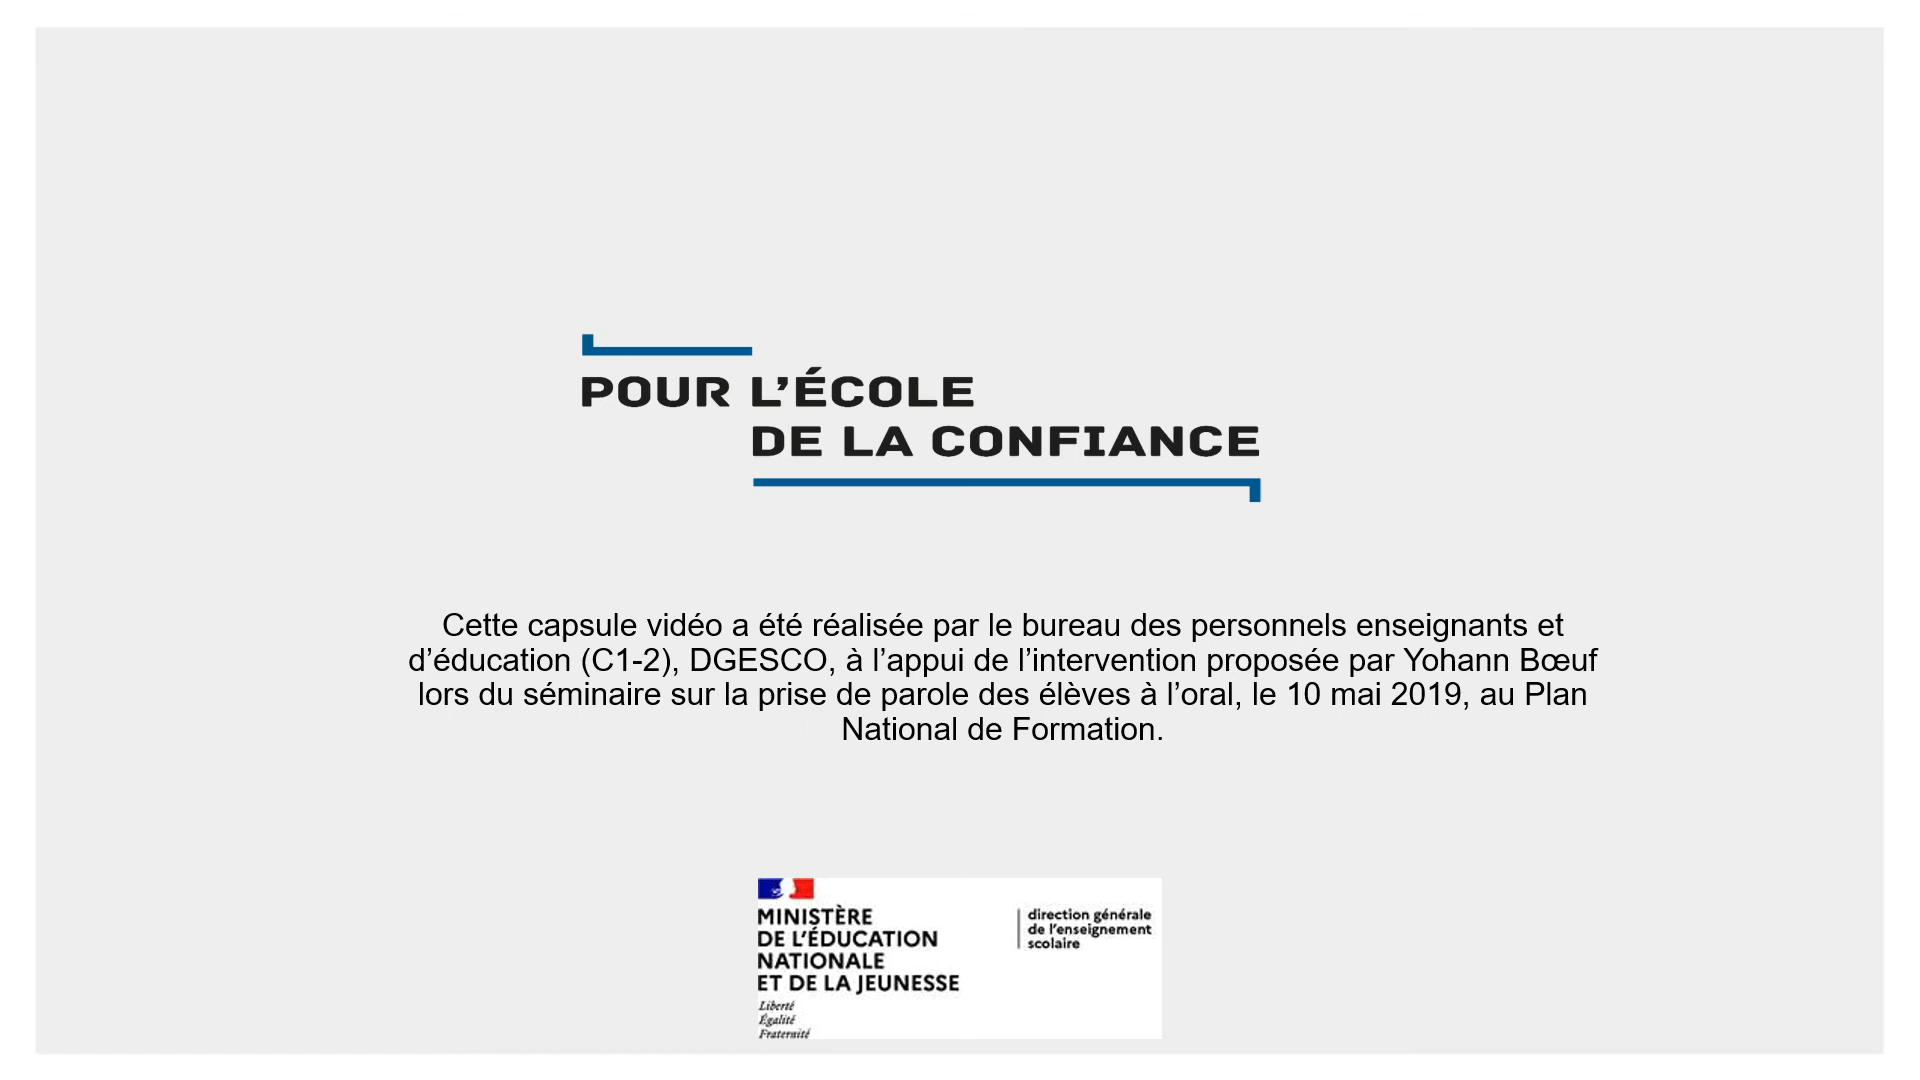 POUR L’ÉCOLE
DE LA CONFIANCE
Cette capsule vidéo a été réalisée par le bureau des personnels enseignants et
d’éducation (C1-2), DGESCO, à l’appui de l’intervention proposée par Yohann Bœuf
lors du séminaire sur la prise de parole des élèves à l’oral, le 10 mai 2019, au Plan
National de Formation.
MINISTÈRE
DE L’ÉDUCATION
NATIONALE
ET DE LA JEUNESSE
Liberté
Égalité
Fraternité
direction générale
de l’enseignement
scolaire